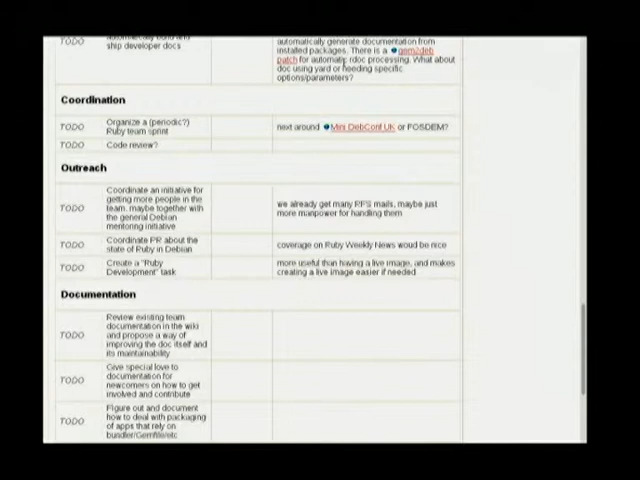 TODO
ship developer docs
automatically generate documentation from
installed packages. There is a gem2deb
patch for automatic rdoc processing. What about
doc using yard or needing specific
options/parameters?
Coordination
TODO
Organize a (periodic?)
Ruby team sprint
next around Mini DebConf UK or FOSDEM?
TODO
Code review?
Outreach
TODO
Coordinate an initiative for
getting more people in the
team, maybe together with
the general Debian
mentoring initiative
we already get many RFS mails, maybe just
more manpower for handling them
TODO
Coordinate PR about the
state of Ruby in Debian
coverage on Ruby Weekly News woud be nice
TODO
Create a "Ruby
Development" task
more useful than having a live image, and makes
creating a live image easier if needed
Documentation
TODO
Review existing team
documentation in the wiki
and propose a way of
improving the doc itself and
its maintainability
TODO
Give special love to
documentation for
newcomers on how to get
involved and contribute
TODO
Figure out and document
how to deal with packaging
of apps that rely on
bundler/Gemfile/etc